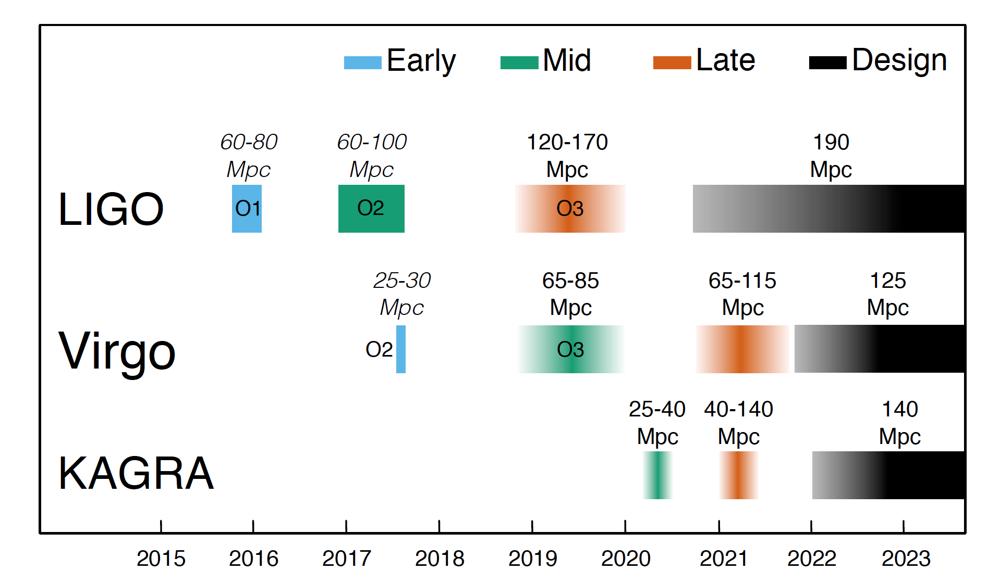 Early Mid Late Design
60-80 60-100 120-170 190
Mpc Mpc Mpc Mpc
LIGO O1 O2 O3
25-30 65-85 65-115 125
Mpc Mpc Mpc Mpc
Virgo O2 O3
25-40 40-140 140
Mpc Mpc Mpc
KAGRA
2015 2016 2017 2018 2019 2020 2021 2022 2023